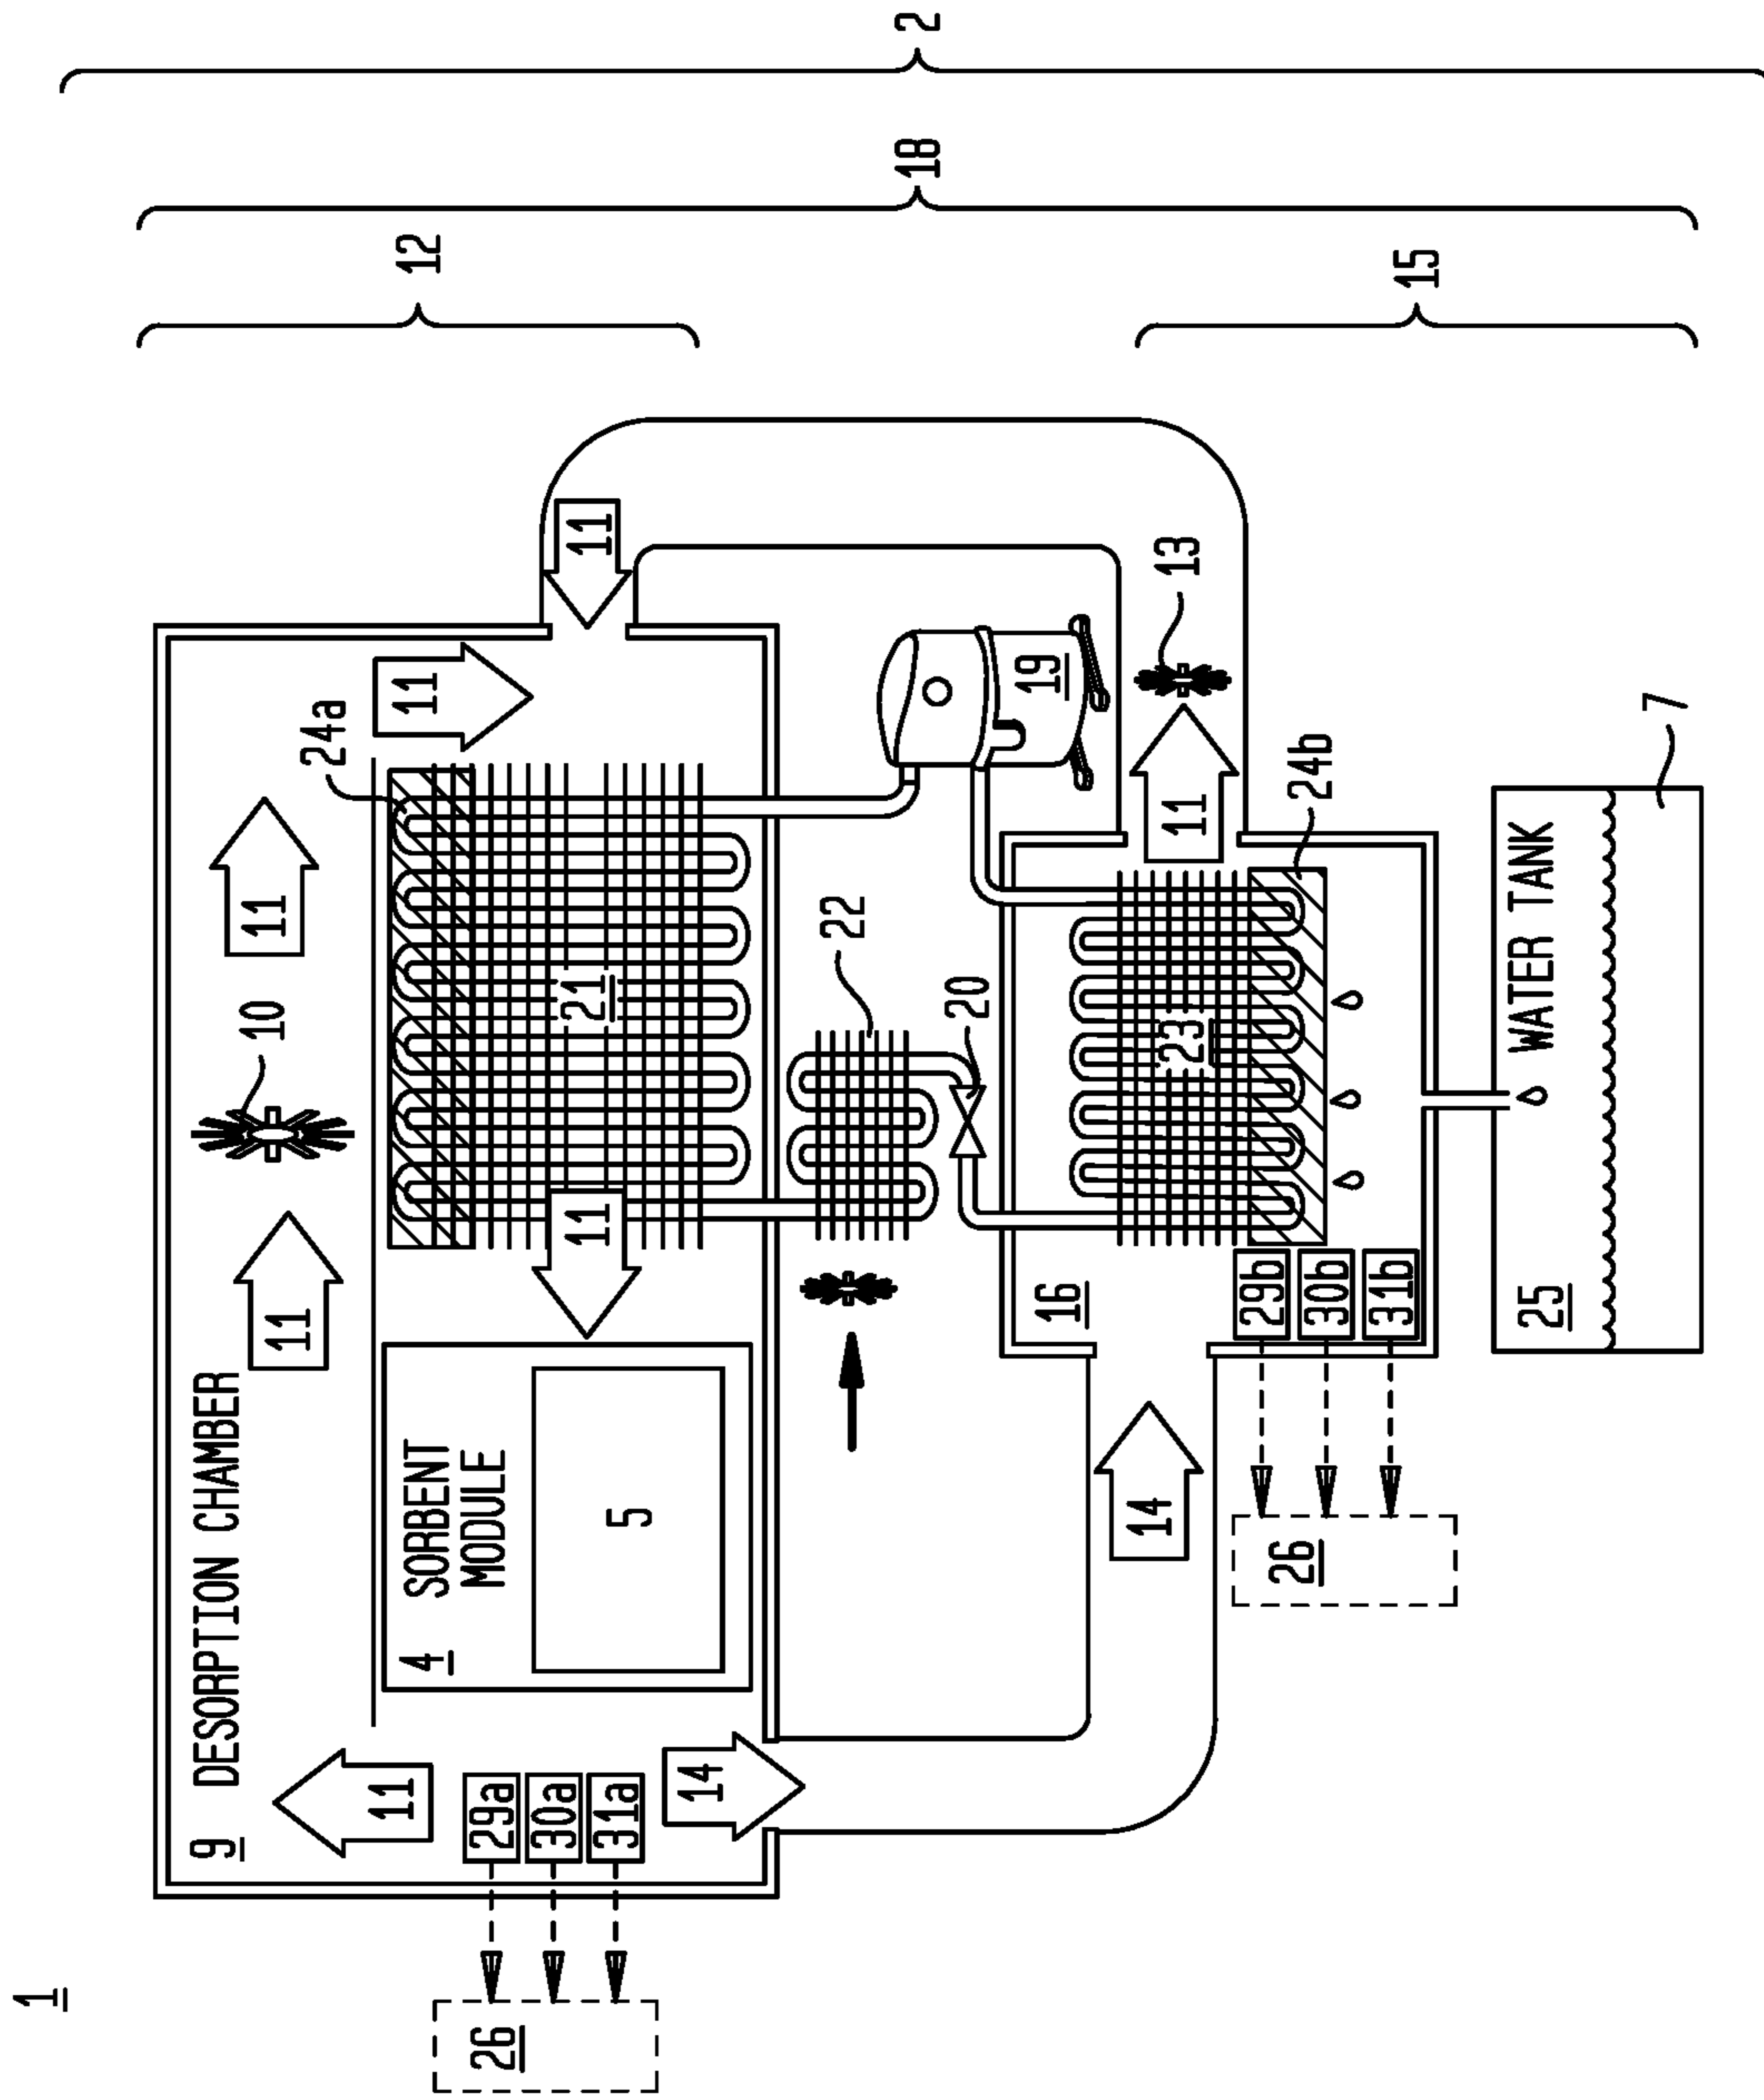 1
9 DESORPTION CHAMBER
10
11
11
24a
11
11
12
4 SORBENT
MODULE
26
29a
30a
31a
21
11
11
5
14
22
18
2
20
19
16
14
23
11
13
29b
30b
31b
26
24b
15
25 WATER TANK
7